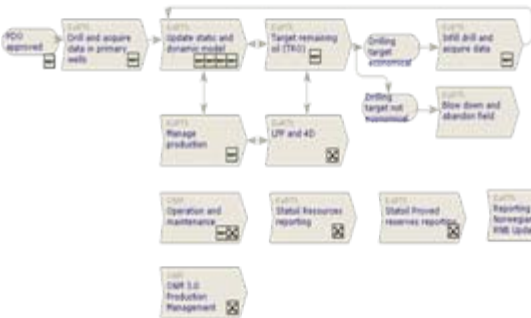 PDO
approved
Drill and acquire
data in primary
wells
Update static and
dynamic model
Target remaining
oil (TRO)
Drilling
target
economical
Infill drill and
acquire data
Drilling
target not
economical
Blow down and
abandon field
Manage
production
LPP and 4D
Operation and
maintenance
Statoil Resources
reporting
Statoil Proved
reserves reporting
Reporting
Norwegian
RNB Upda
O&M 3.0
Production
Management